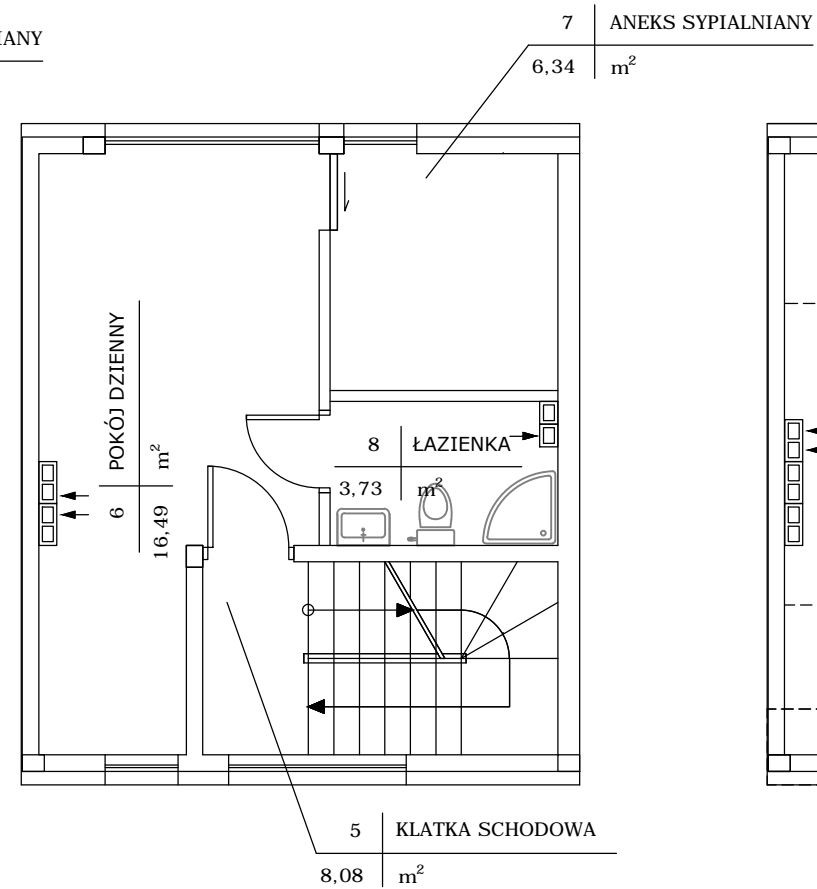 IANY
7 ANEKS SYPIALNIANY
6,34 m²
6 POKÓJ DZIENNY
16,49 m²
8 ŁAZIENKA
3,73 m²
5 KLATKA SCHODOWA
8,08 m²